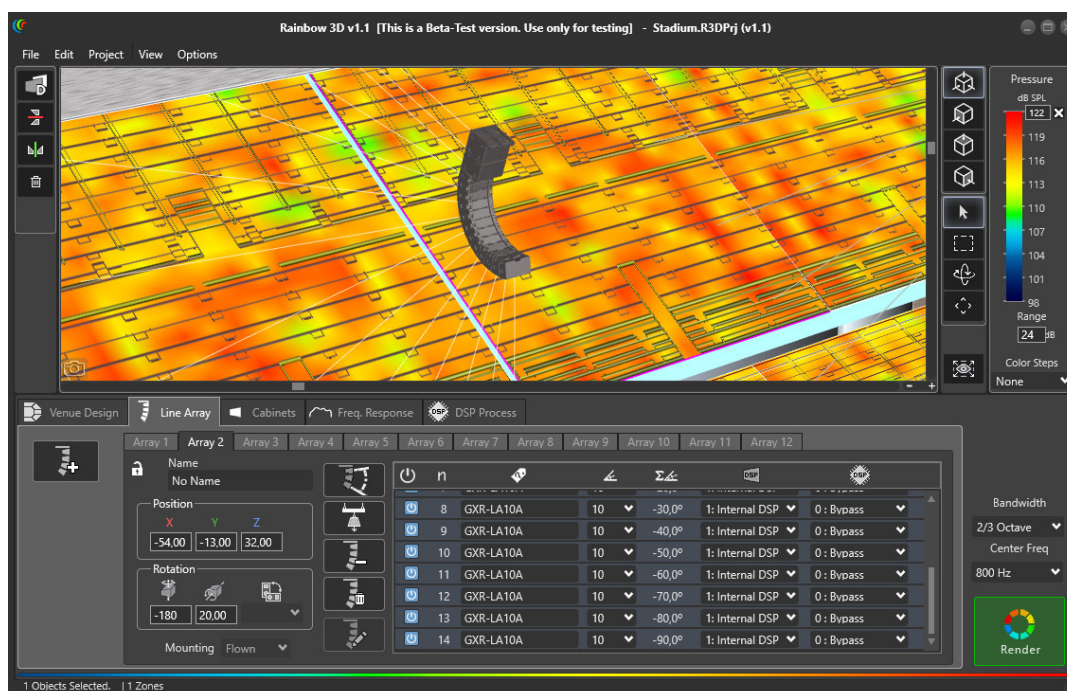 Rainbow 3D v1.1 [This is a Beta-Test version. Use only for testing] - Stadium.R3DPrj (v1.1)
File Edit Project View Options
D
Pressure
dB SPL
122
119
116
113
110
107
104
101
98
Range
24 dB
Color Steps
None
Venue Design Line Array Cabinets Freq. Response DSP DSP Process
Array 1 Array 2 Array 3 Array 4 Array 5 Array 6 Array 7 Array 8 Array 9 Array 10 Array 11 Array 12
Name
No Name
Position
X Y Z
-54,00 -13,00 32,00
Rotation
-180 20,00
Mounting Flown
n Σ DSP DSP
8 GXR-LA10A 10 -30,0º 1: Internal DSP 0 : Bypass
9 GXR-LA10A 10 -40,0º 1: Internal DSP 0 : Bypass
10 GXR-LA10A 10 -50,0º 1: Internal DSP 0 : Bypass
11 GXR-LA10A 10 -60,0º 1: Internal DSP 0 : Bypass
12 GXR-LA10A 10 -70,0º 1: Internal DSP 0 : Bypass
13 GXR-LA10A 10 -80,0º 1: Internal DSP 0 : Bypass
14 GXR-LA10A 10 -90,0º 1: Internal DSP 0 : Bypass
Bandwidth
2/3 Octave
Center Freq
800 Hz
Render
1 Objects Selected. | 1 Zones